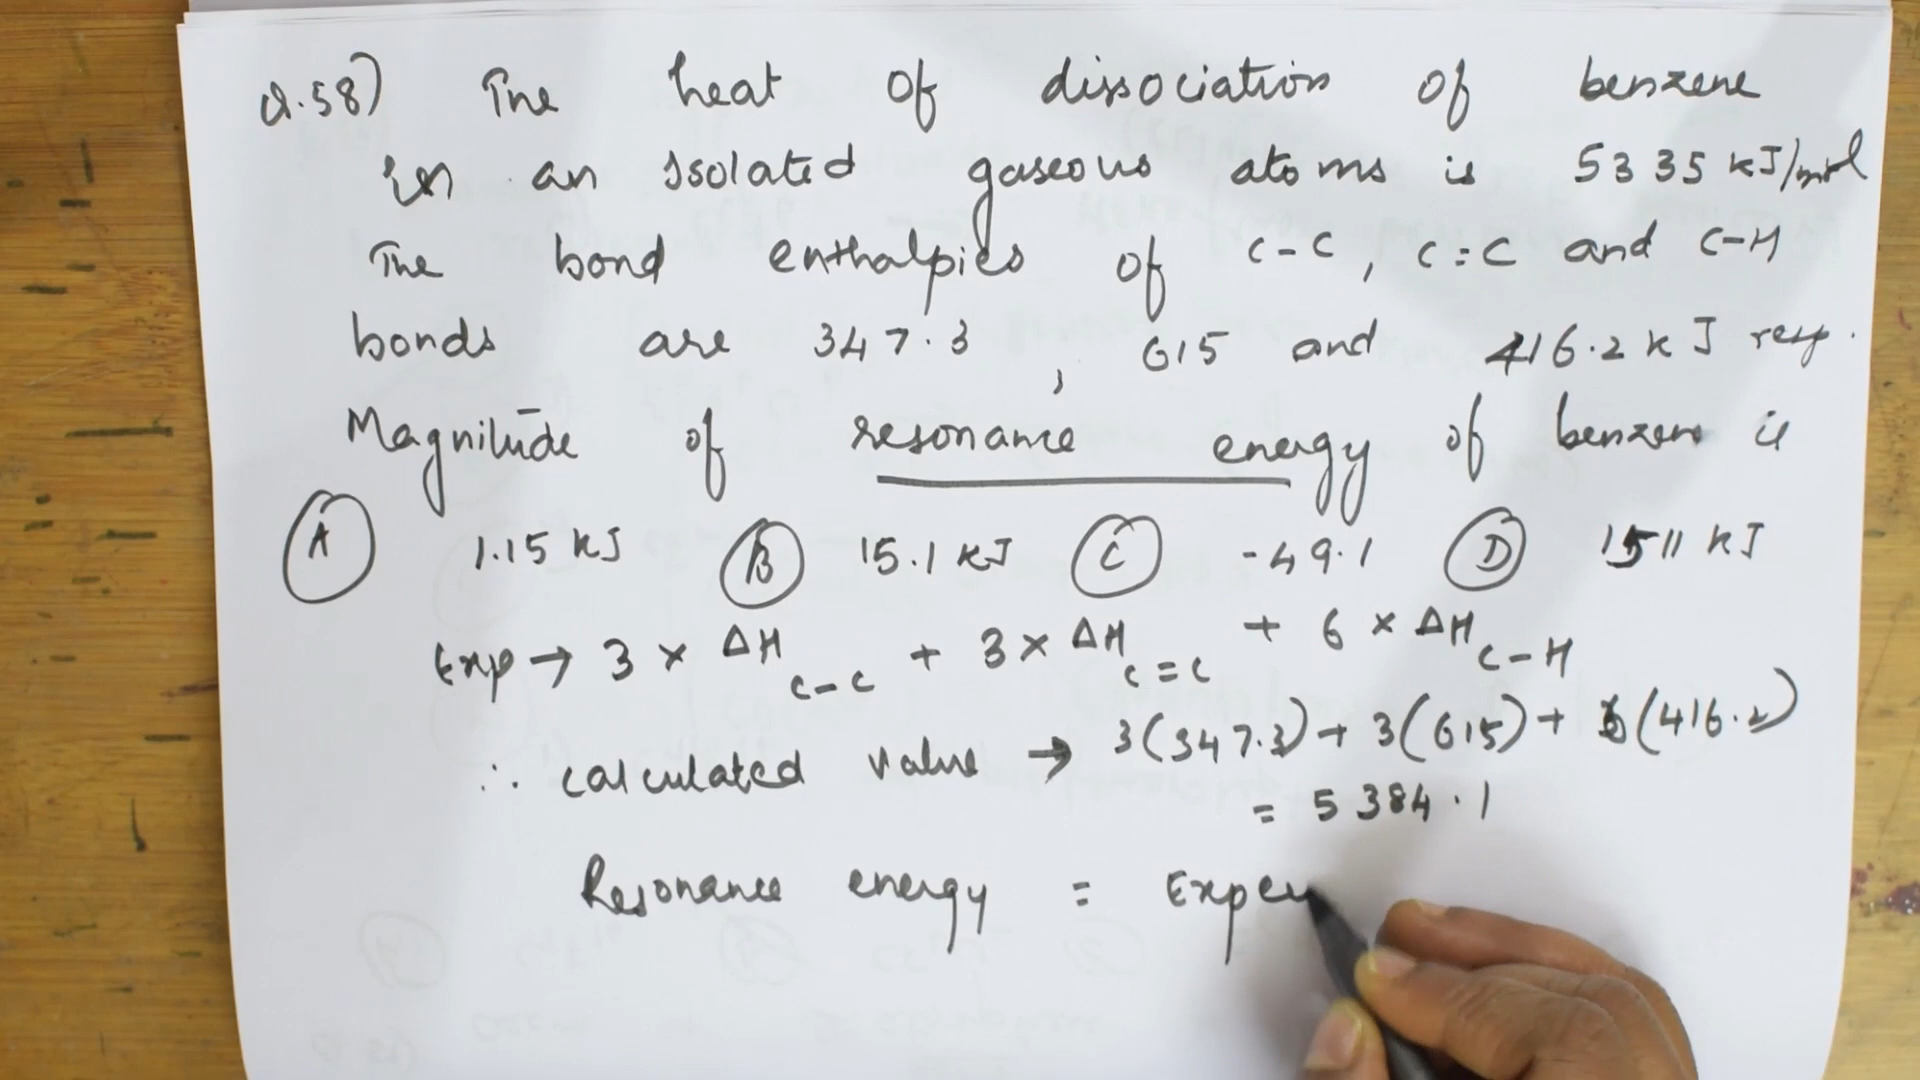 Q.58) The heat of dissociation of benzene
in an Isolated gaseous atoms is 5335 kJ/mol
The bond enthalpies of C-C, C=C and C-H
bonds are 347.3, 615 and 416.2 kJ resp.
Magnitude of resonance energy of benzene is
A 1.15 kJ B 15.1 kJ C -49.1 D 1511 kJ
Exp → 3 × ΔH C-C + 3 × ΔH C=C + 6 × ΔH C-H
∴ calculated value → 3(347.3) + 3(615) + 6(416.2)
= 5384.1
Resonance energy = Expe